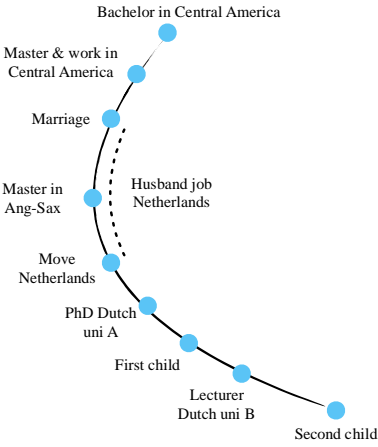 Bachelor in Central America
Master & work in
Central America
Marriage
Husband job
Netherlands
Master in
Ang-Sax
Move
Netherlands
PhD Dutch
uni A
First child
Lecturer
Dutch uni B
Second child